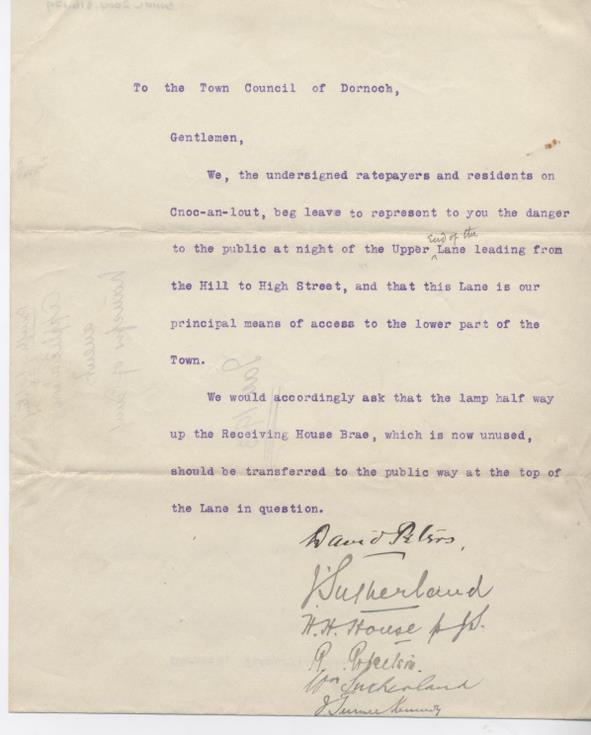 To the Town Council of Dornoch,
Gentlemen,
We, the undersigned ratepayers and residents on
Cnoc-an-lout, beg leave to represent to you the danger
End of the
to the public at night of the Upper ^ Lane leading from
the Hill to High Street, and that this Lane is our
principal means of access to the lower part of the
Town.
We would accordingly ask that the lamp half way
up the Receiving House Brae, which is now unused,
should be transferred to the public way at the top of
the Lane in question.
David Peters.
J Sutherland
H.H. House
R.
Wm Sutherland
J Turner Kennedy